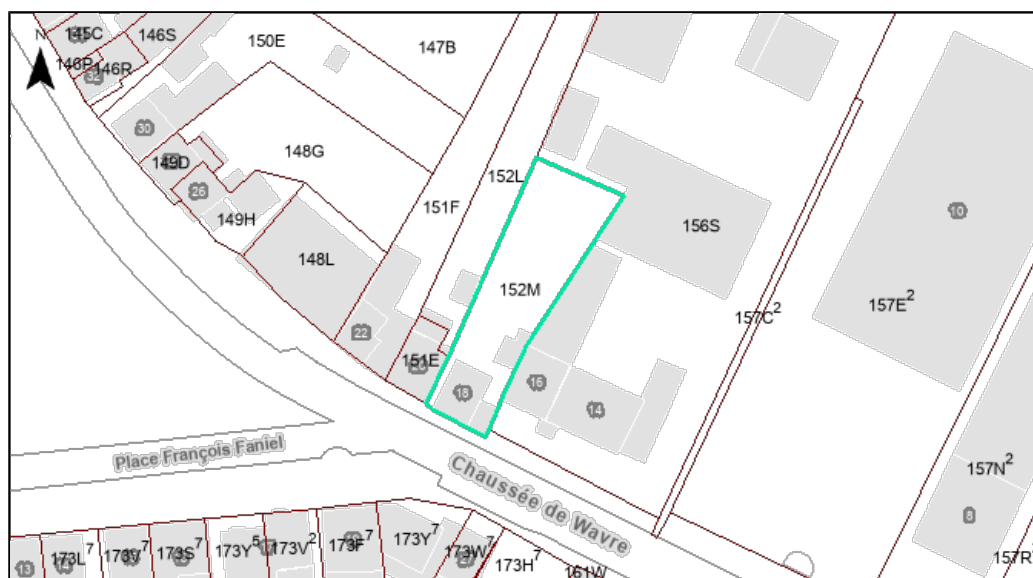 145C
146S
150E
147B
N
146P
146R
32
30
149D
148G
26
149H
152L
151F
156S
10
148L
152M
157C²
157E²
22
151E
18
16
14
Place François Faniel
Chaussée de Wavre
157N²
8
157R
173L⁷
173V⁷
173S⁷
173Y⁵
173V²
173F⁷
173Y⁷
173W⁷
173H⁷
161W
13